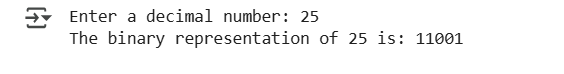 Enter a decimal number: 25
The binary representation of 25 is: 11001